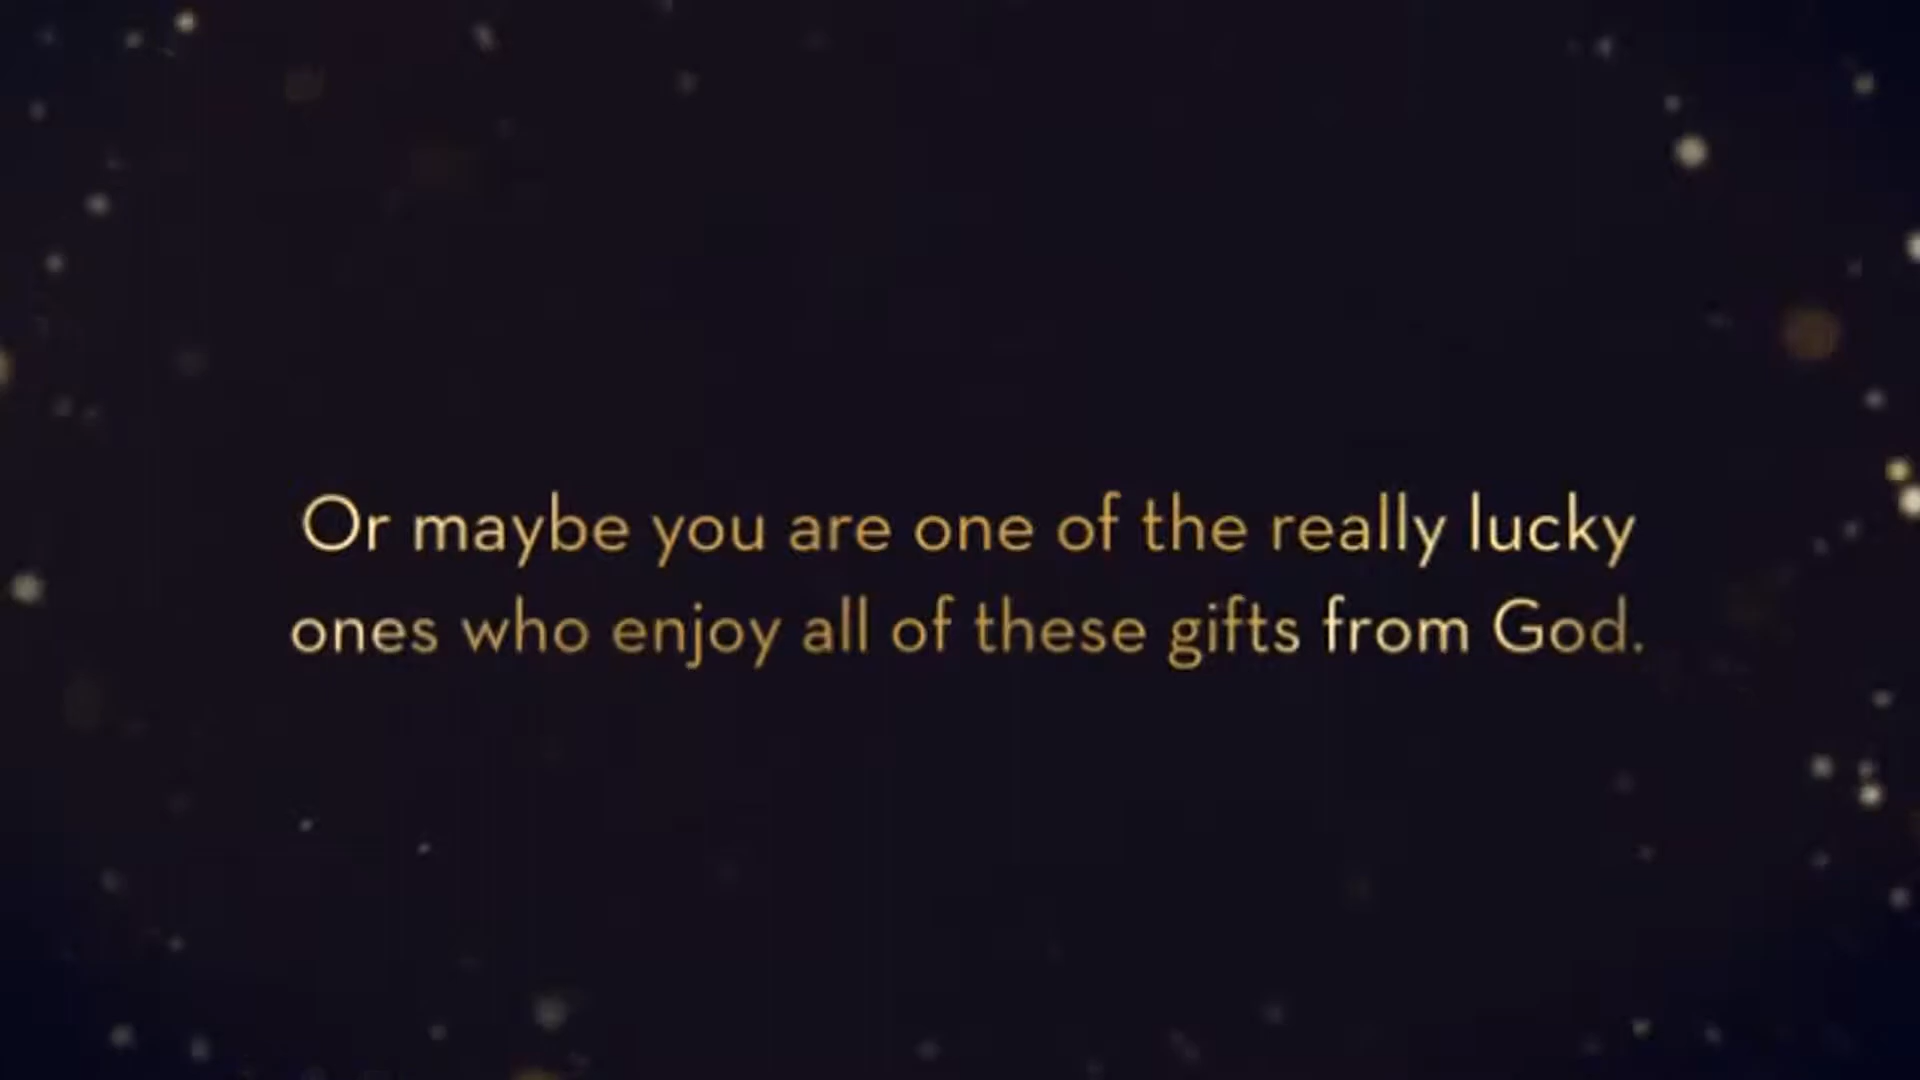 Or maybe you are one of the really lucky
ones who enjoy all of these gifts from God.